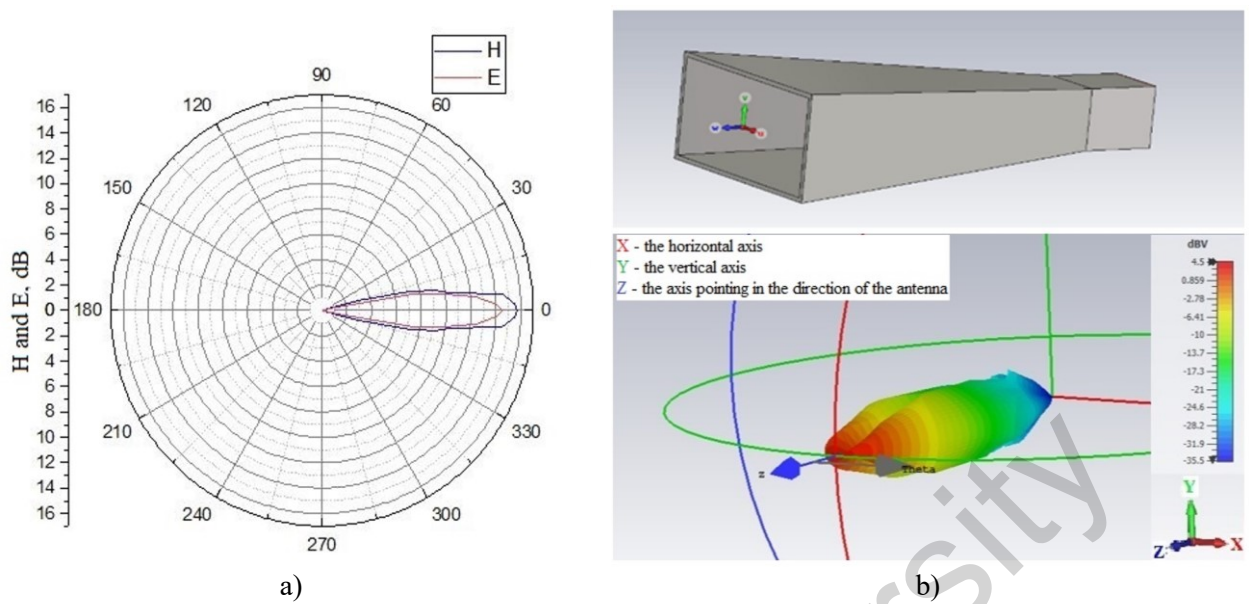 H
E
90
120
60
150
30
180
0
210
330
240
300
270
16
14
12
10
8
6
4
2
0
2
4
6
8
10
12
14
16
H and E, dB
a)
v
w
u
X - the horizontal axis
Y - the vertical axis
Z - the axis pointing in the direction of the antenna
dBV
4.5
0.859
-2.78
-6.41
-10
-13.7
-17.3
-21
-24.6
-28.2
-31.9
-35.5
z
Theta
Y
Z
X
b)
rsity